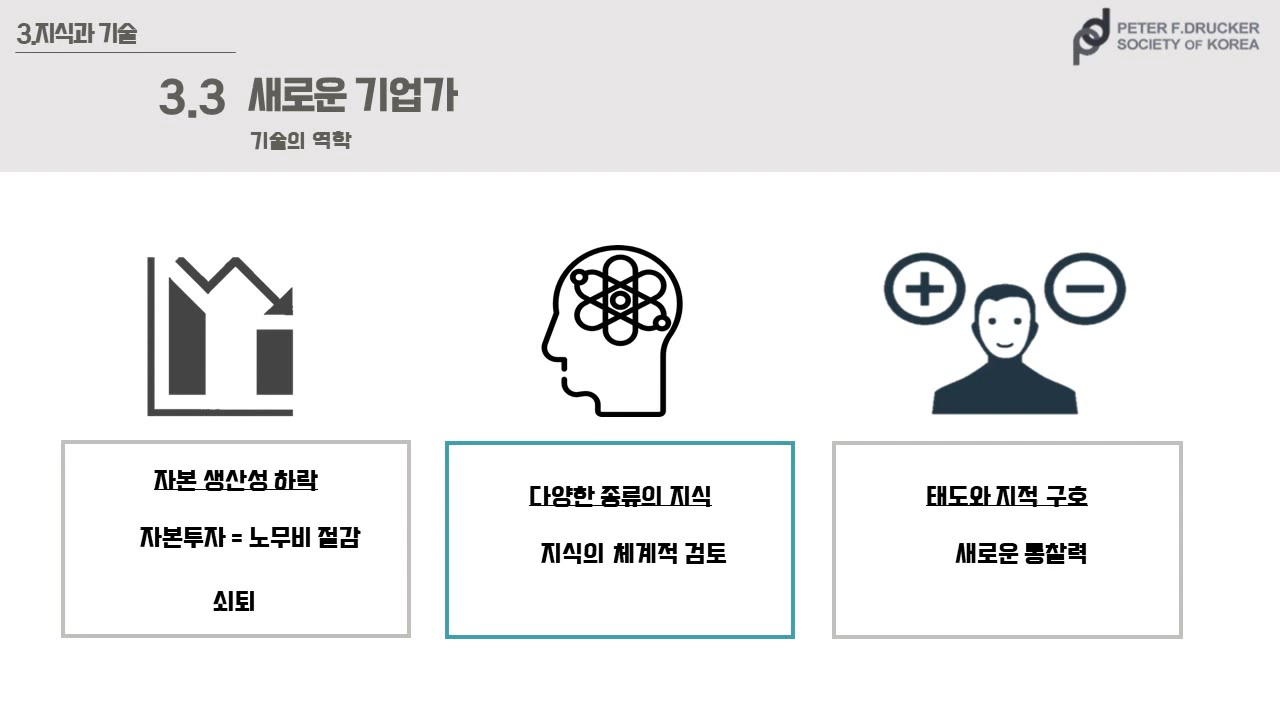 3.지식과 기술
PETER F.DRUCKER
SOCIETY OF KOREA
3.3 새로운 기업가
기술의 역학
자본 생산성 하락
자본투자 = 노무비 절감
쇠퇴
다양한 종류의 지식
지식의 체계적 검토
태도와 지적 구호
새로운 통찰력